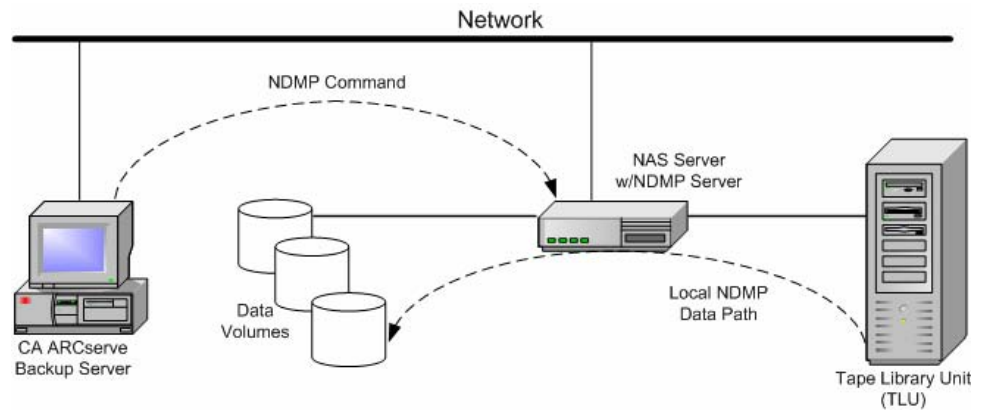 Network
NDMP Command
NAS Server
w/NDMP Server
Data
Volumes
Local NDMP
Data Path
CA ARCserve
Backup Server
Tape Library Unit
(TLU)